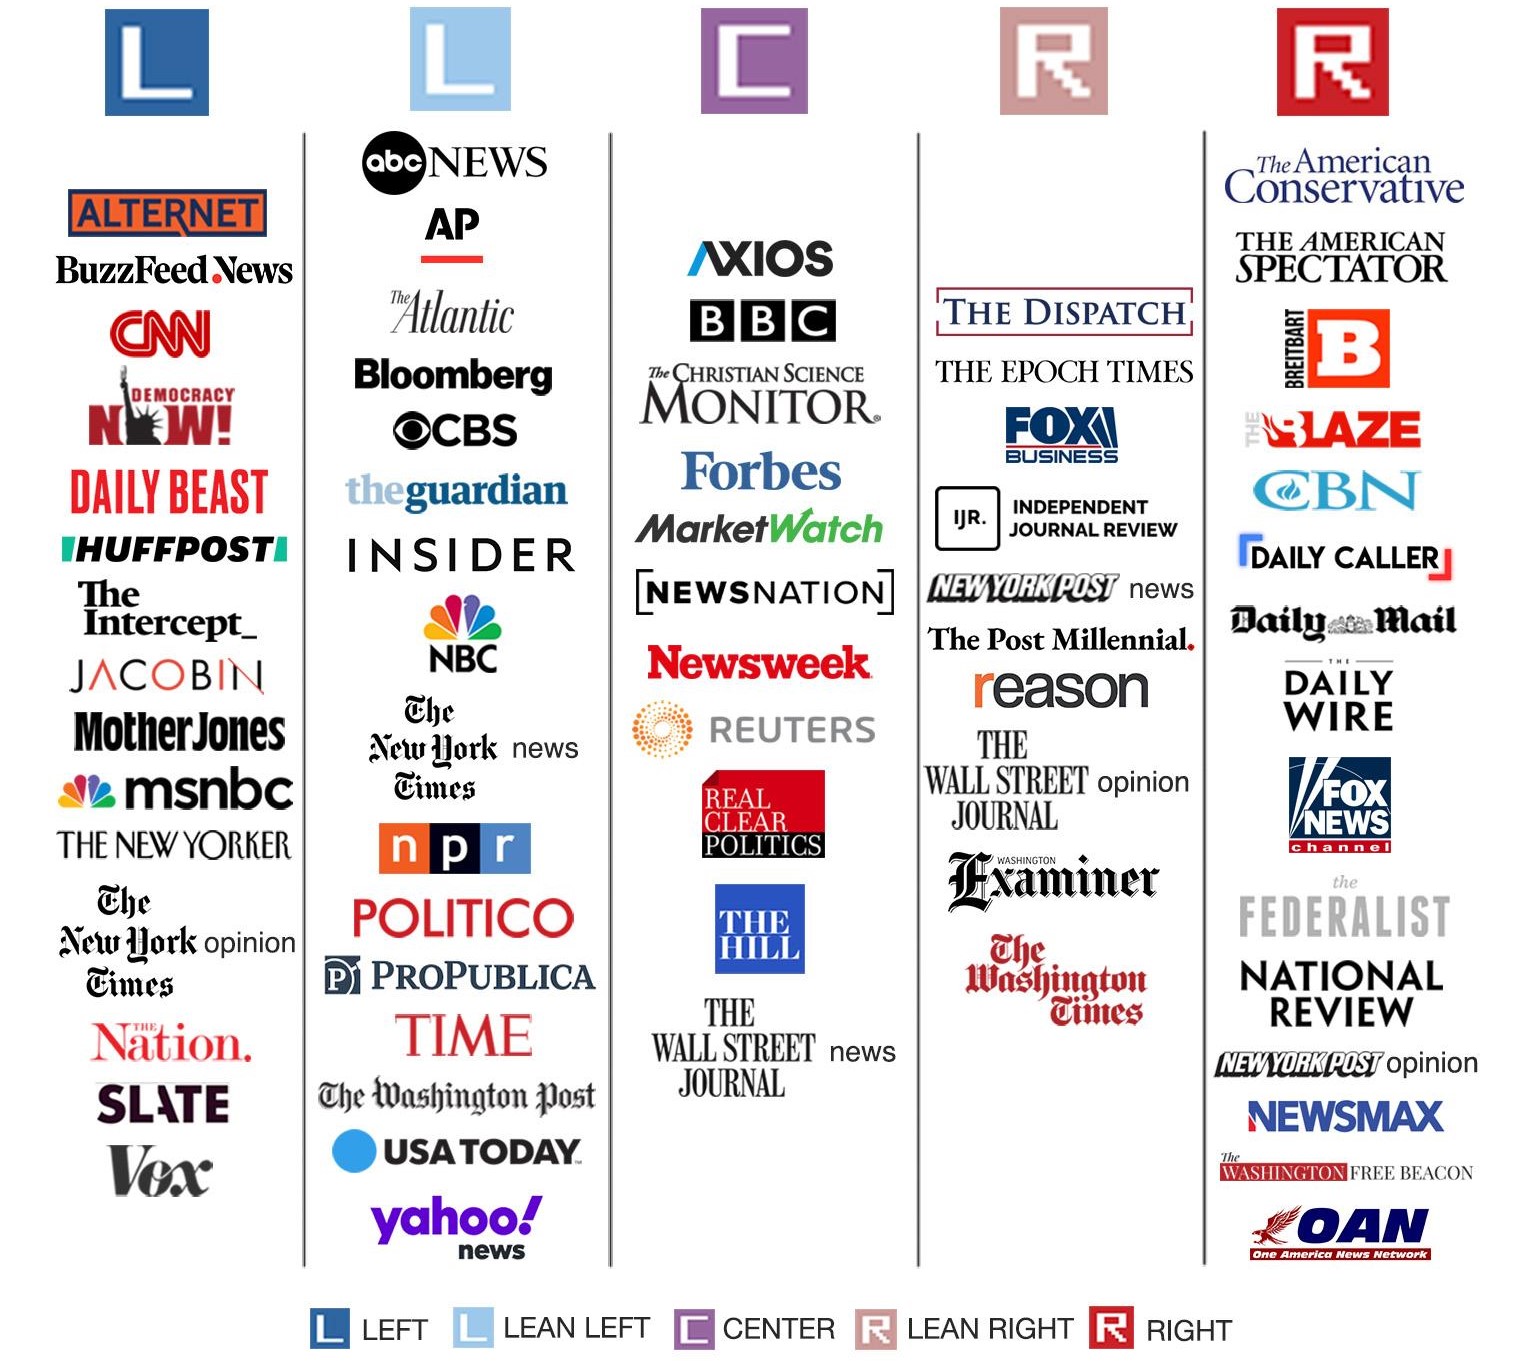 L
L
C
R
R
ALTERNET
BuzzFeed.News
CNN
DEMOCRACY
NOW!
DAILY BEAST
HUFFPOST
The
Intercept_
JACOBIN
Mother Jones
msnbc
THE NEW YORKER
The
New York opinion
Times
THE
Nation.
SLATE
Vox
abc NEWS
AP
The
Atlantic
Bloomberg
CBS
theguardian
INSIDER
NBC
The
New York news
Times
npr
POLITICO
P PROPUBLICA
TIME
The Washington Post
USA TODAY
yahoo!
news
AXIOS
BBC
The CHRISTIAN SCIENCE
MONITOR®
Forbes
MarketWatch
[NEWSNATION]
Newsweek
REUTERS
REAL
CLEAR
POLITICS
THE
HILL
THE
WALL STREET news
JOURNAL
THE DISPATCH
THE EPOCH TIMES
FOX
BUSINESS
IJR. INDEPENDENT
JOURNAL REVIEW
NEW YORK POST news
The Post Millennial.
reason
THE
WALL STREET opinion
JOURNAL
WASHINGTON
Examiner
The
Washington
Times
The American
Conservative
THE AMERICAN
SPECTATOR
BREITBART B
THE BLAZE
CBN
DAILY CALLER
Daily Mail
THE
DAILY
WIRE
FOX
NEWS
channel
the
FEDERALIST
NATIONAL
REVIEW
NEW YORK POST opinion
NEWSMAX
The
WASHINGTON FREE BEACON
OAN
One America News Network
L LEFT L LEAN LEFT C CENTER R LEAN RIGHT R RIGHT